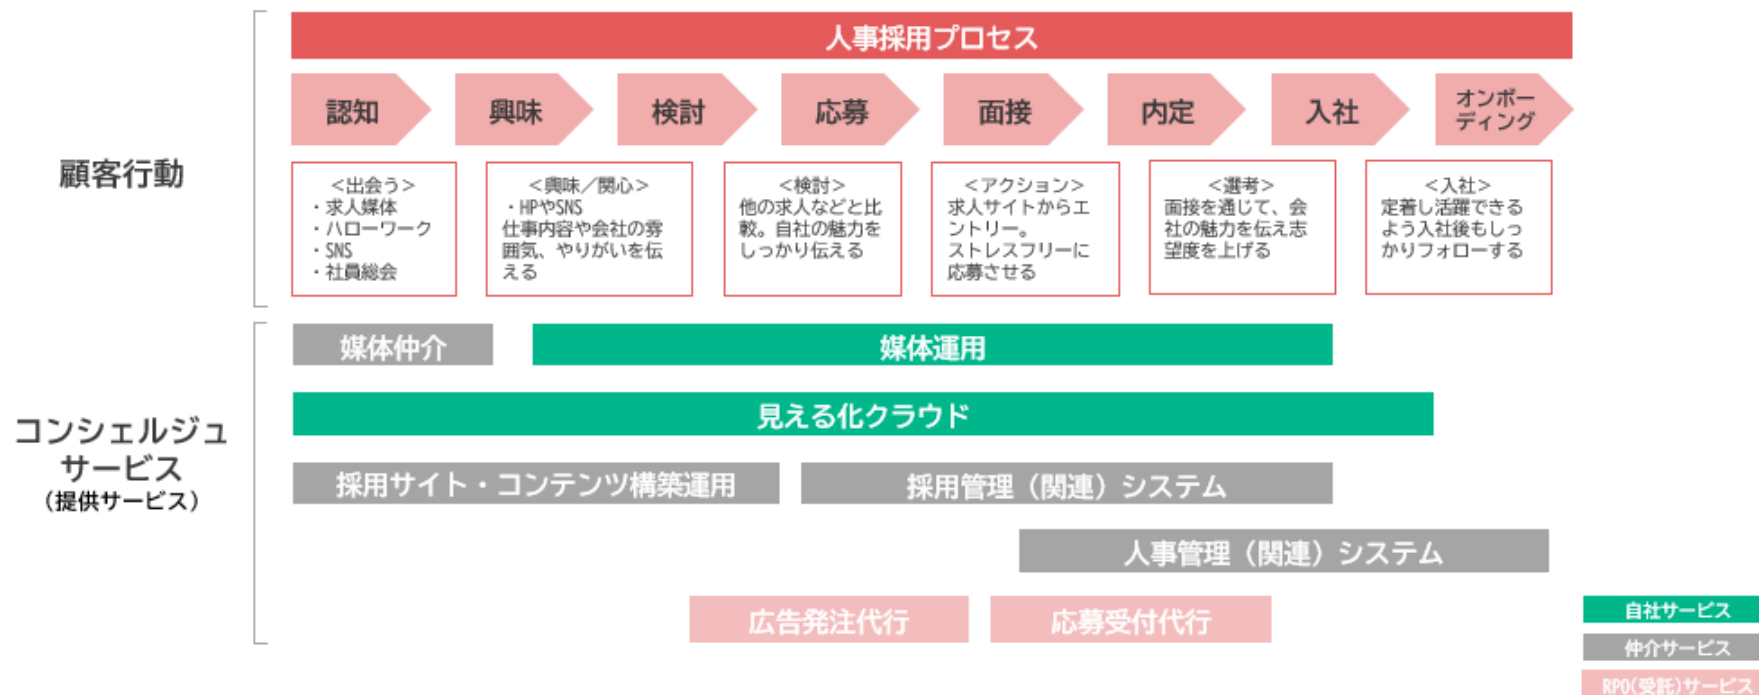 人事採用プロセス
認知
興味
検討
応募
面接
内定
入社
オンボー
ディング
顧客行動
＜出会う＞
・求人媒体
・ハローワーク
・SNS
・社員総会
＜興味／関心＞
・HPやSNS
仕事内容や会社の雰
囲気、やりがいを伝
える
＜検討＞
他の求人などと比
較。自社の魅力を
しっかり伝える
＜アクション＞
求人サイトからエ
ントリー。
ストレスフリーに
応募させる
＜選考＞
面接を通じて、会
社の魅力を伝え志
望度を上げる
＜入社＞
定着し活躍できる
よう入社後もしっ
かりフォローする
コンシェルジュ
サービス
（提供サービス）
媒体仲介
媒体運用
見える化クラウド
採用サイト・コンテンツ構築運用
採用管理（関連）システム
人事管理（関連）システム
広告発注代行
応募受付代行
自社サービス
仲介サービス
RPO(受託)サービス